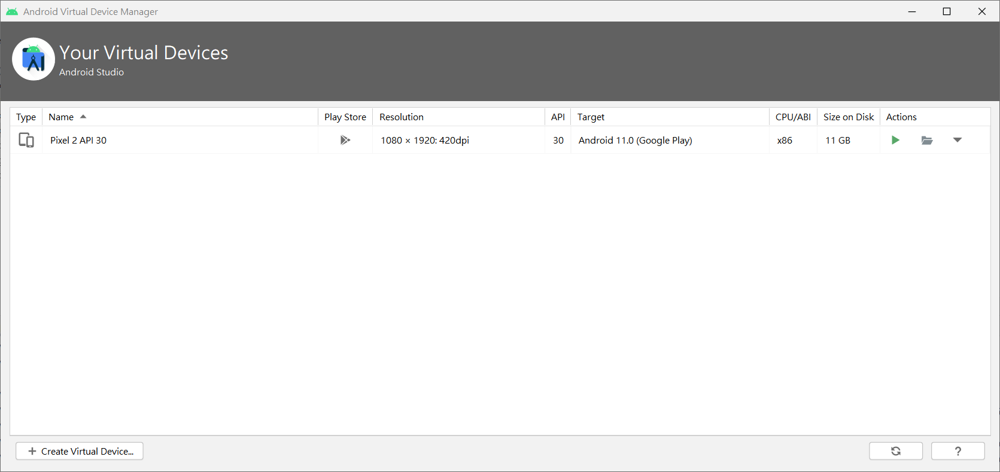 Android Virtual Device Manager
Your Virtual Devices
Android Studio
Type Name Play Store Resolution API Target CPU/ABI Size on Disk Actions
Pixel 2 API 30 1080 × 1920: 420dpi 30 Android 11.0 (Google Play) x86 11 GB
+ Create Virtual Device... ?